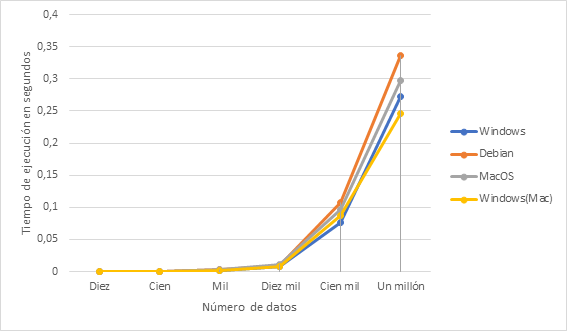 0,4
0,35
0,3
0,25
0,2
0,15
0,1
0,05
0
Tiempo de ejecución en segundos
Diez Cien Mil Diez mil Cien mil Un millón
Número de datos
Windows
Debian
MacOS
Windows(Mac)